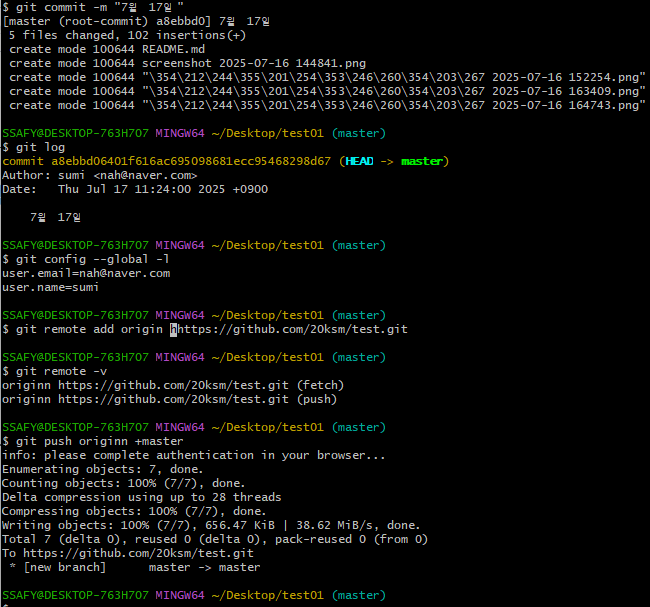 $ git commit -m "7월  17일"
[master (root-commit) a8ebbd0] 7월  17일
 5 files changed, 102 insertions(+)
 create mode 100644 README.md
 create mode 100644 screenshot 2025-07-16 144841.png
 create mode 100644 "\354\212\244\355\201\254\353\246\260\354\203\267 2025-07-16 152254.png"
 create mode 100644 "\354\212\244\355\201\254\353\246\260\354\203\267 2025-07-16 163409.png"
 create mode 100644 "\354\212\244\355\201\254\353\246\260\354\203\267 2025-07-16 164743.png"
SSAFY@DESKTOP-763H7O7 MINGW64 ~/Desktop/test01 (master)
$ git log
commit a8ebbd06401f616ac695098681ecc95468298d67 (HEAD -> master)
Author: sumi <nah@naver.com>
Date:   Thu Jul 17 11:24:00 2025 +0900
    7월  17일
SSAFY@DESKTOP-763H7O7 MINGW64 ~/Desktop/test01 (master)
$ git config --global -l
user.email=nah@naver.com
user.name=sumi
SSAFY@DESKTOP-763H7O7 MINGW64 ~/Desktop/test01 (master)
$ git remote add origin hhttps://github.com/20ksm/test.git
SSAFY@DESKTOP-763H7O7 MINGW64 ~/Desktop/test01 (master)
$ git remote -v
originn https://github.com/20ksm/test.git (fetch)
originn https://github.com/20ksm/test.git (push)
SSAFY@DESKTOP-763H7O7 MINGW64 ~/Desktop/test01 (master)
$ git push originn +master
info: please complete authentication in your browser...
Enumerating objects: 7, done.
Counting objects: 100% (7/7), done.
Delta compression using up to 28 threads
Compressing objects: 100% (7/7), done.
Writing objects: 100% (7/7), 656.47 KiB | 38.62 MiB/s, done.
Total 7 (delta 0), reused 0 (delta 0), pack-reused 0 (from 0)
To https://github.com/20ksm/test.git
 * [new branch]      master -> master
SSAFY@DESKTOP-763H7O7 MINGW64 ~/Desktop/test01 (master)